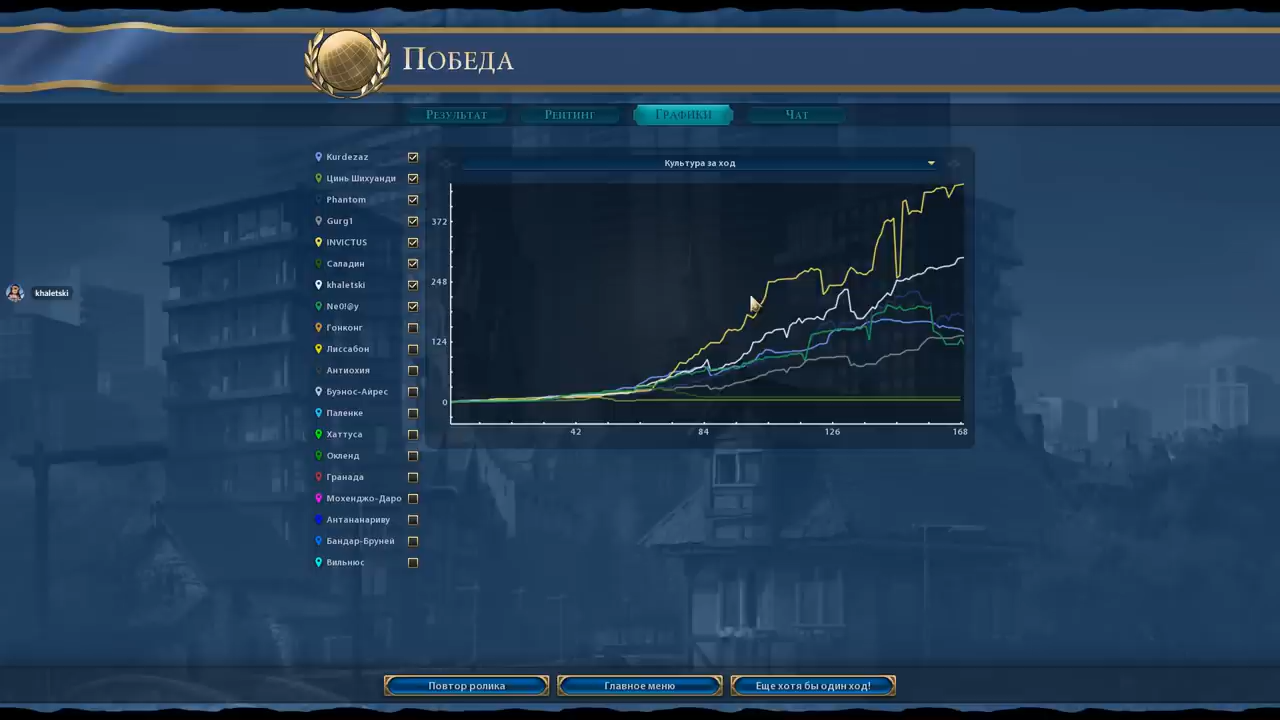 Победа
Результат
Рейтинг
Графики
Чат
Kurdezaz
Цинь Шихуанди
Phantom
Gurg1
INVICTUS
Саладин
khaletski
Ne0!@y
Гонконг
Лиссабон
Антиохия
Буэнос-Айрес
Паленке
Хаттуса
Окленд
Гранада
Мохенджо-Даро
Антананариву
Бандар-Бруней
Вильнюс
khaletski
Культура за ход
372
248
124
0
42
84
126
168
Повтор ролика
Главное меню
Еще хотя бы один ход!